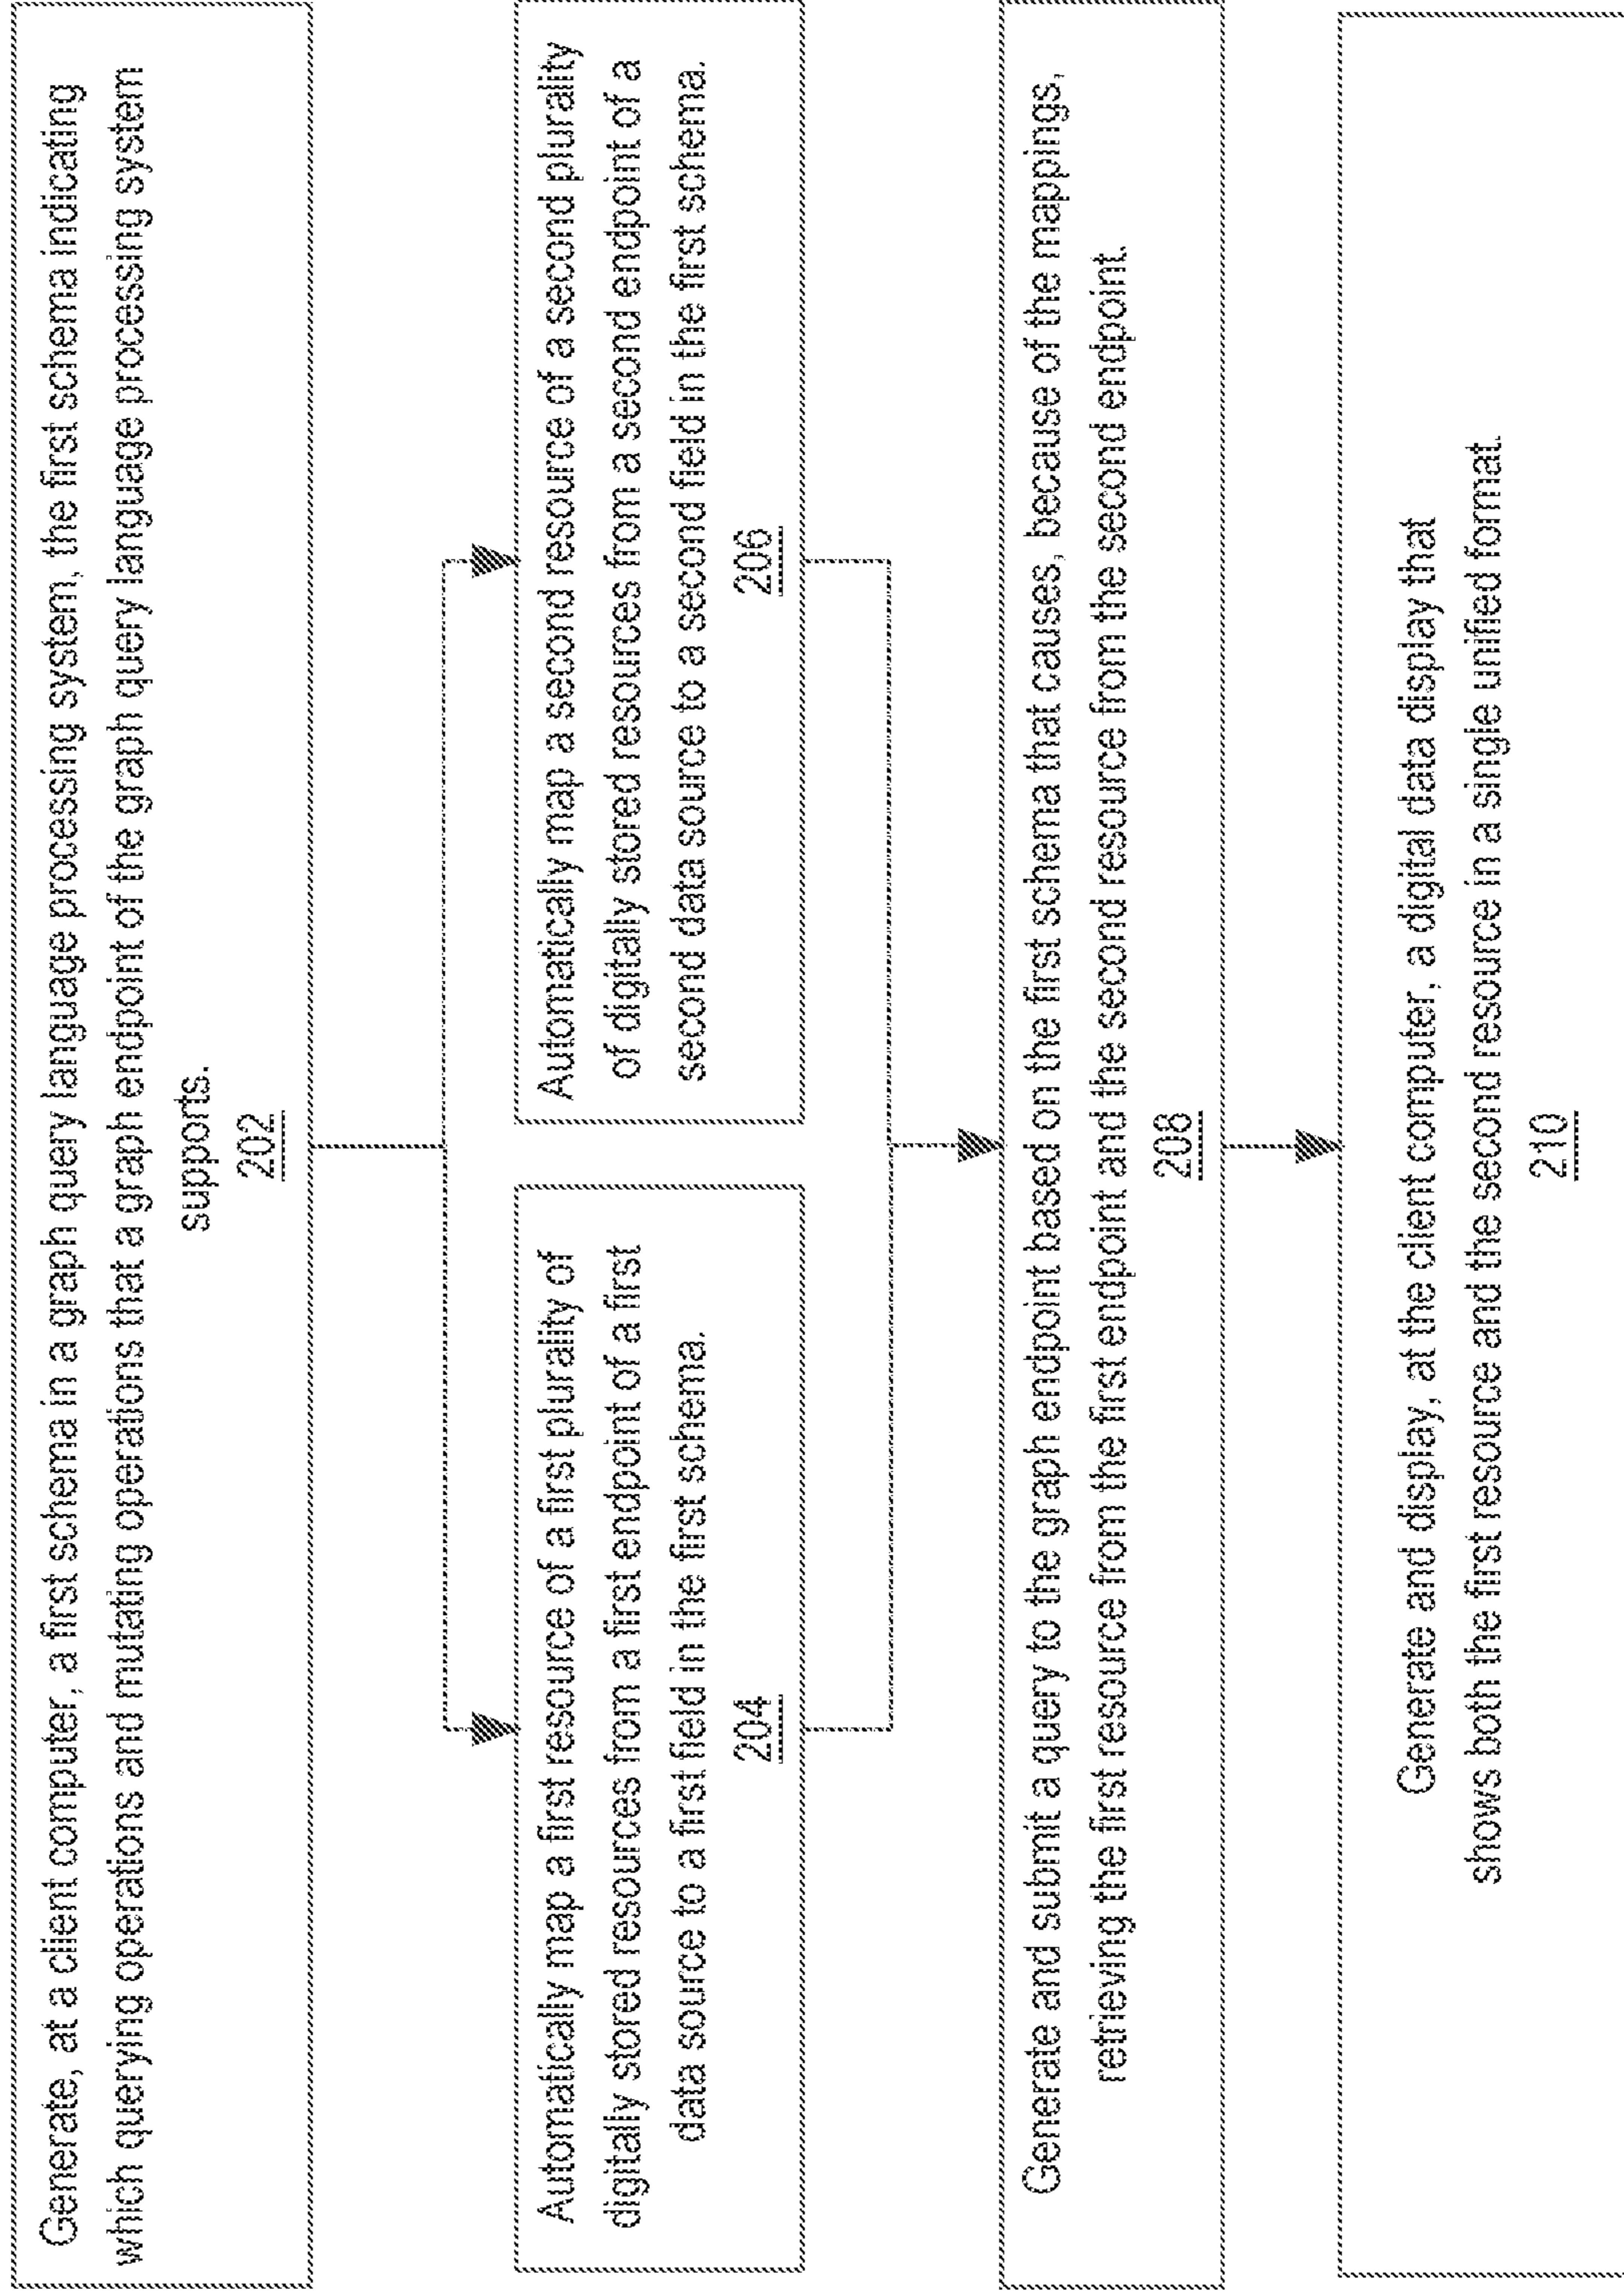 Generate, at a client computer, a first schema in a graph query language processing system, the first schema indicating
which querying operations and mutating operations that a graph endpoint of the graph query language processing system
supports.
202
Automatically map a first resource of a first plurality of
digitally stored resources from a first endpoint of a first
data source to a first field in the first schema.
204
Automatically map a second resource of a second plurality
of digitally stored resources from a second endpoint of a
second data source to a second field in the first schema.
206
Generate and submit a query to the graph endpoint based on the first schema that causes, because of the mappings,
retrieving the first resource from the first endpoint and the second resource from the second endpoint.
208
Generate and display, at the client computer, a digital data display that
shows both the first resource and the second resource in a single unified format.
210